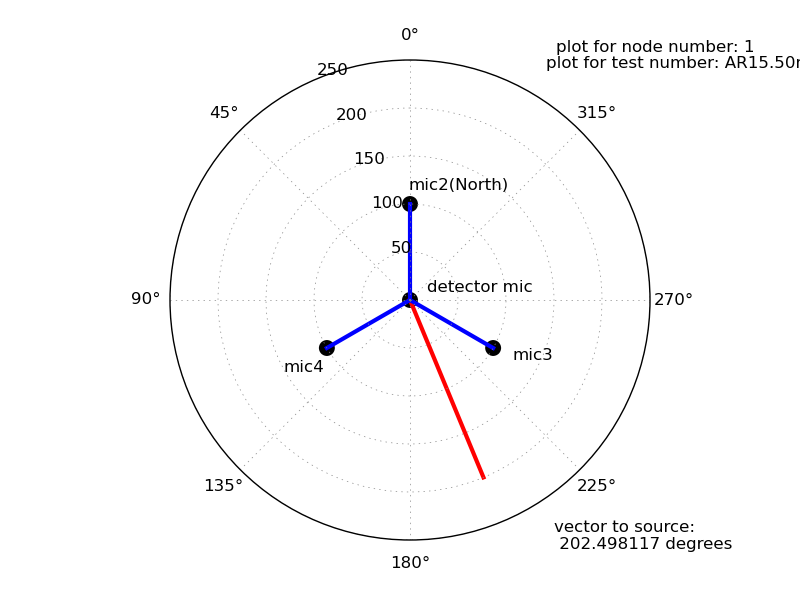 0°
plot for node number: 1
plot for test number: AR15.50
250
45°
315°
200
150
mic2(North)
100
50
detector mic
90°
270°
mic3
mic4
135°
225°
vector to source:
202.498117 degrees
180°